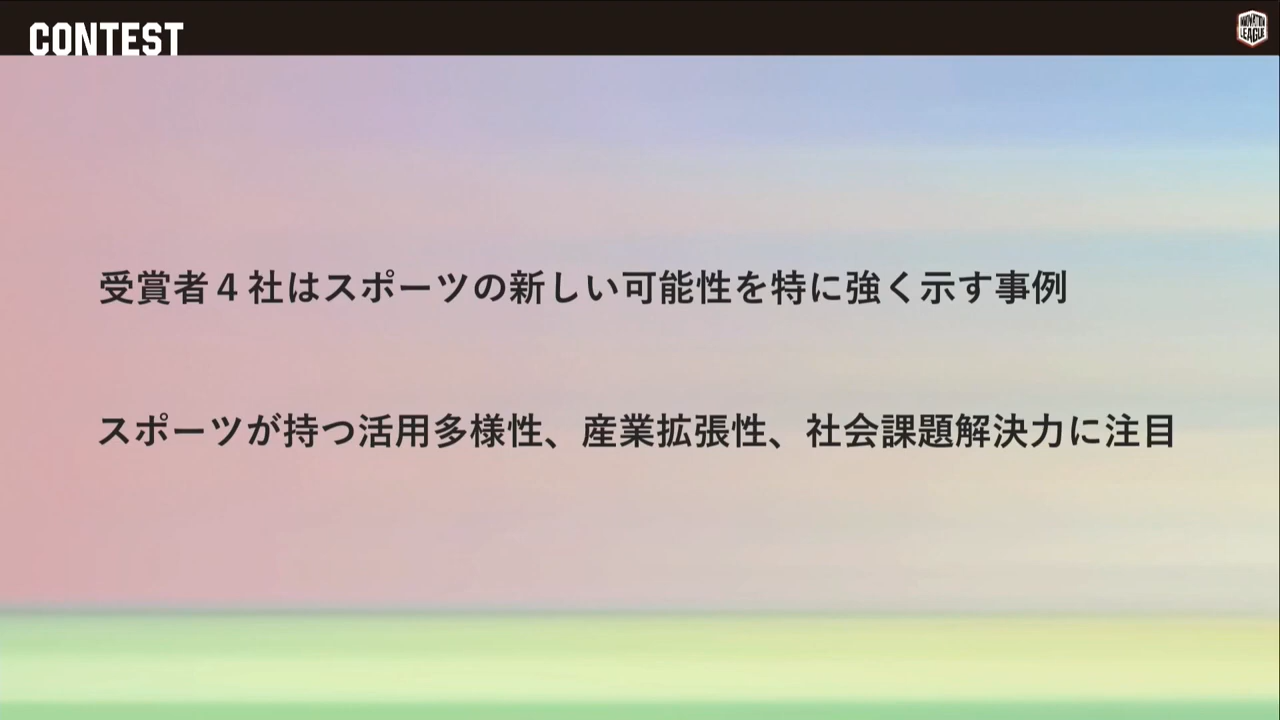 CONTEST
INNOVATION
LEAGUE
受賞者４社はスポーツの新しい可能性を特に強く示す事例
スポーツが持つ活用多様性、産業拡張性、社会課題解決力に注目